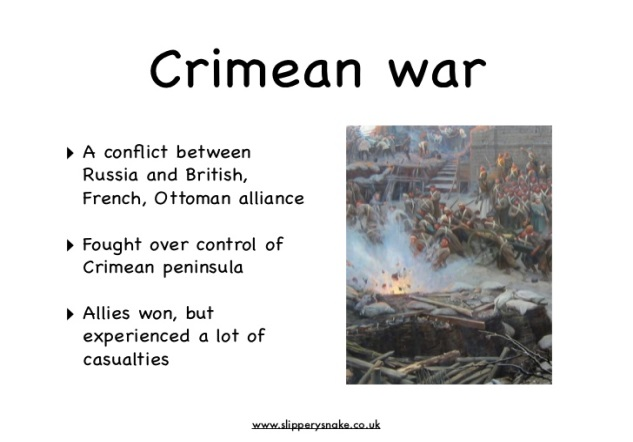 Crimean war
A conflict between
Russia and British,
French, Ottoman alliance
Fought over control of
Crimean peninsula
Allies won, but
experienced a lot of
casualties
www.slipperysnake.co.uk